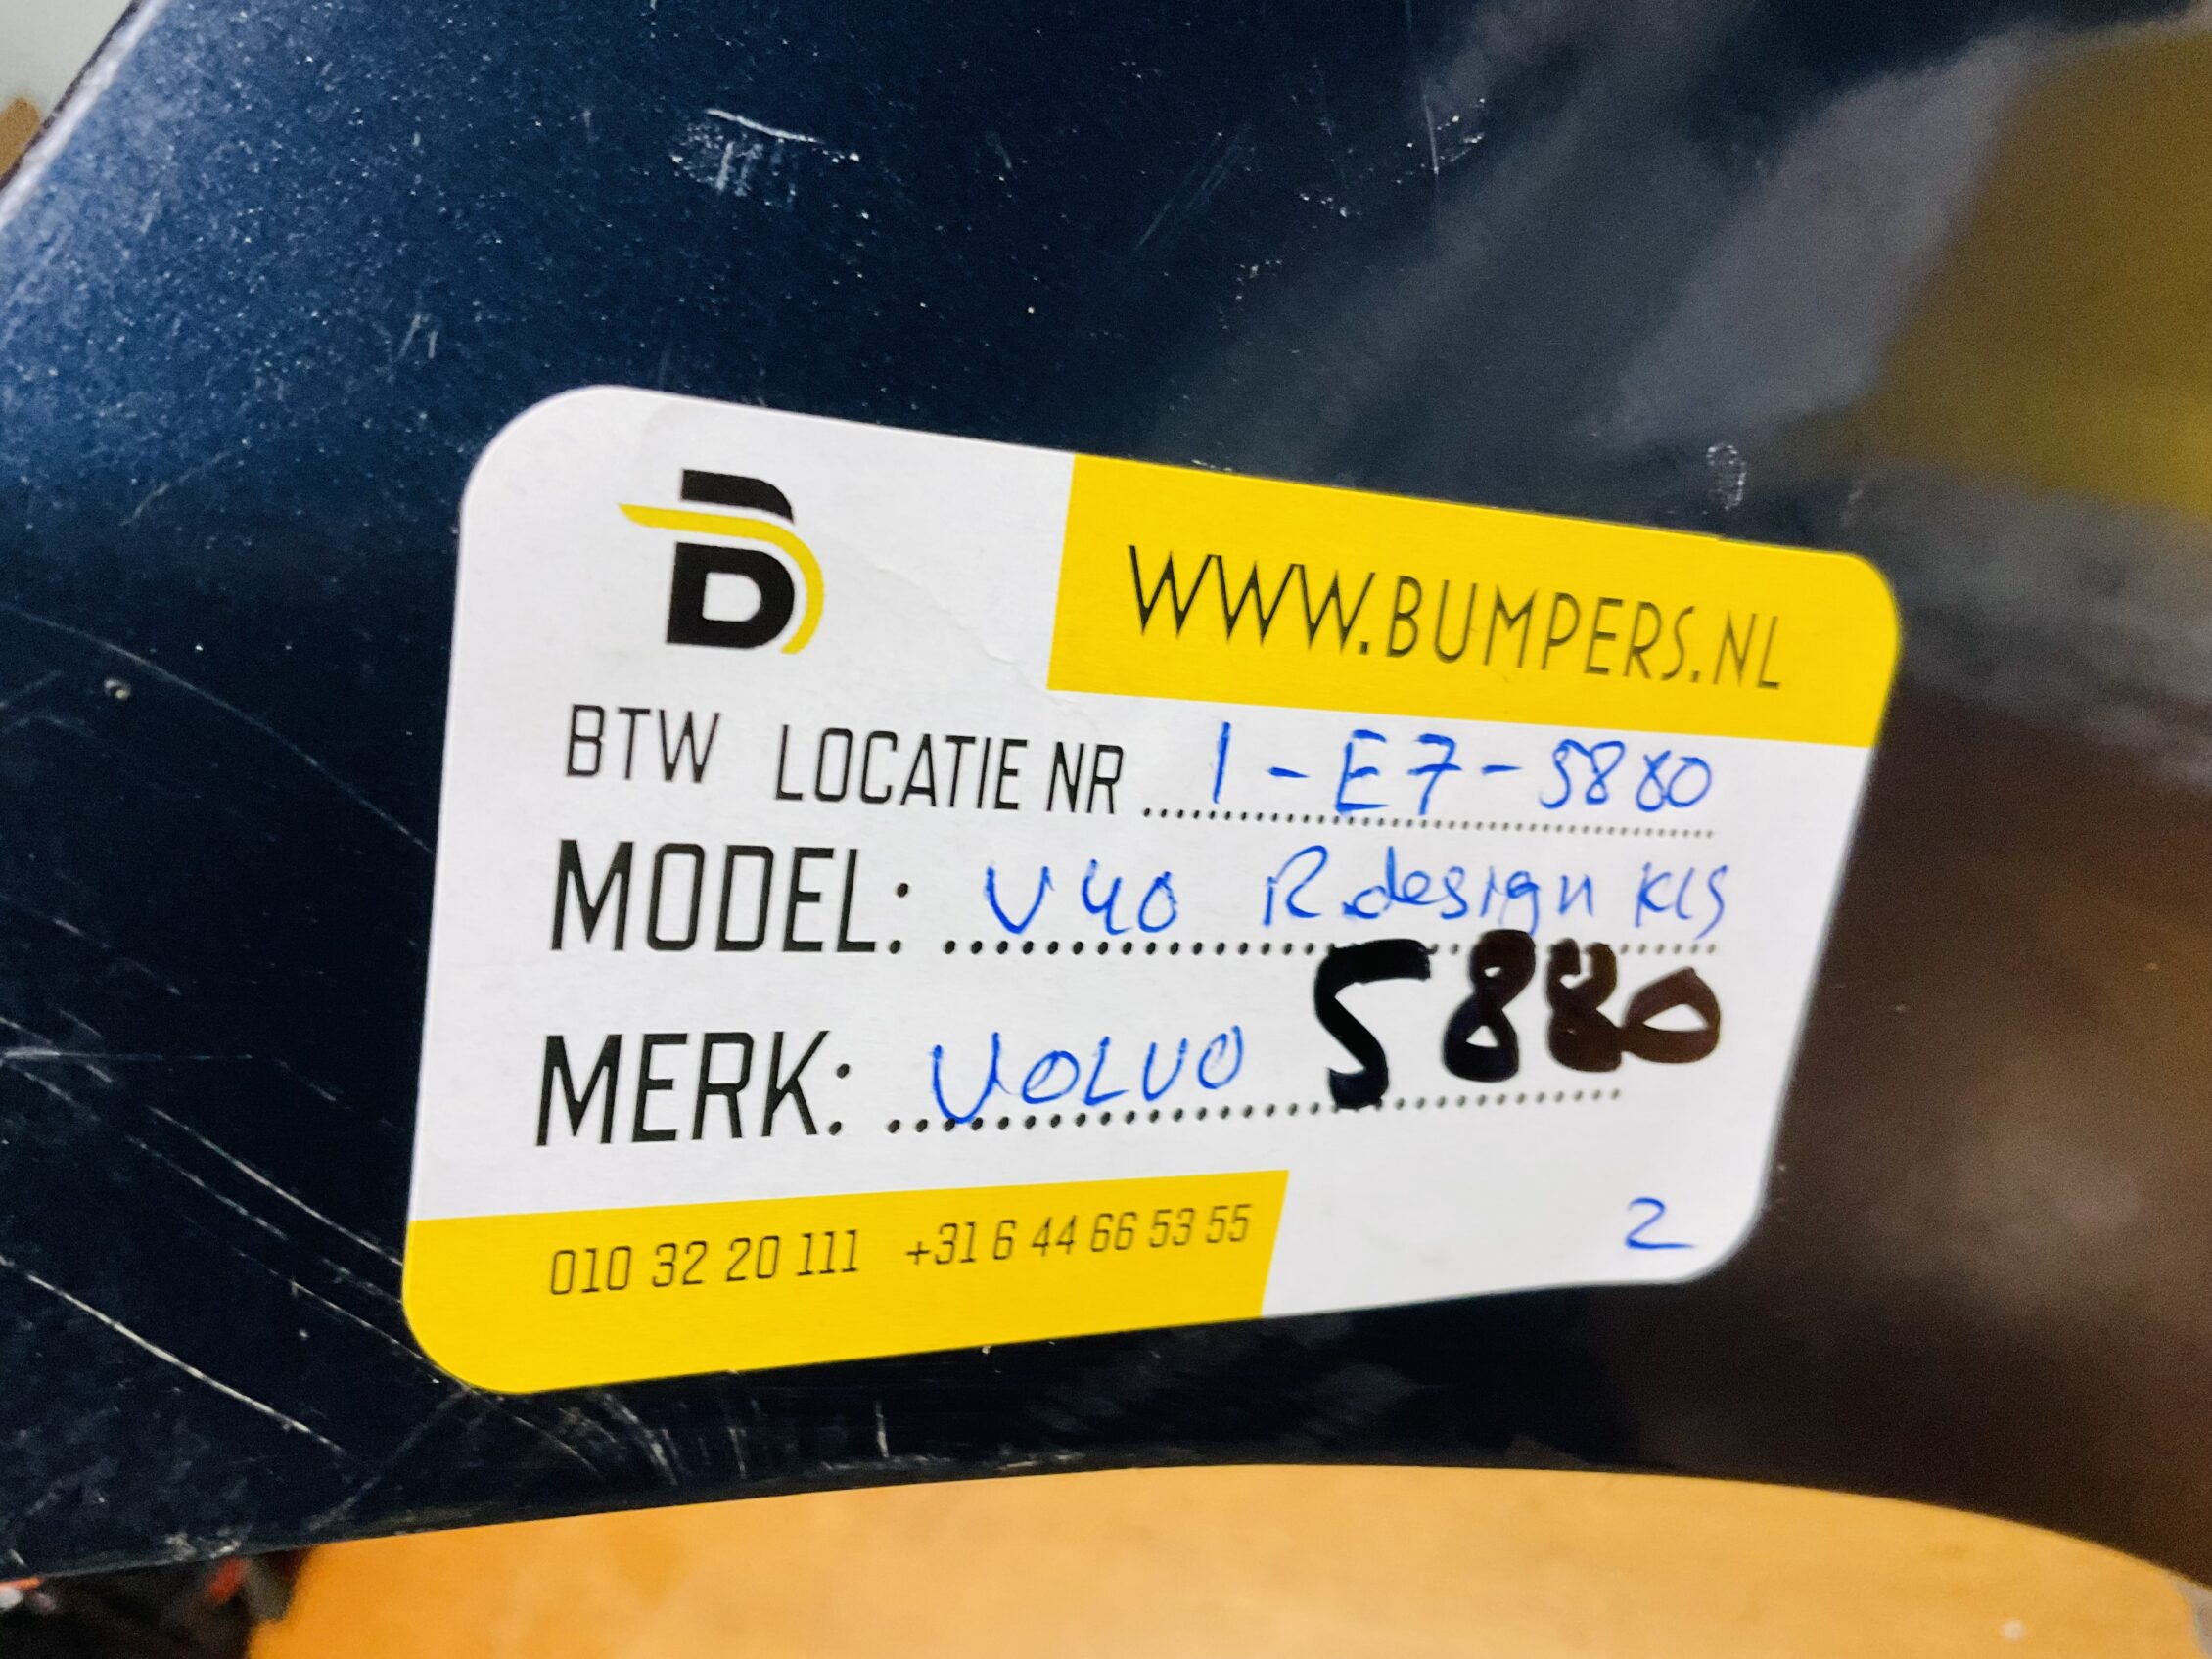 B
WWW.BUMPERS.NL
BTW LOCATIE NR 1-E7-5880
MODEL: V40 R design KLS
MERK: VOLVO 5880
010 32 20 111 +31 6 44 66 53 55
2